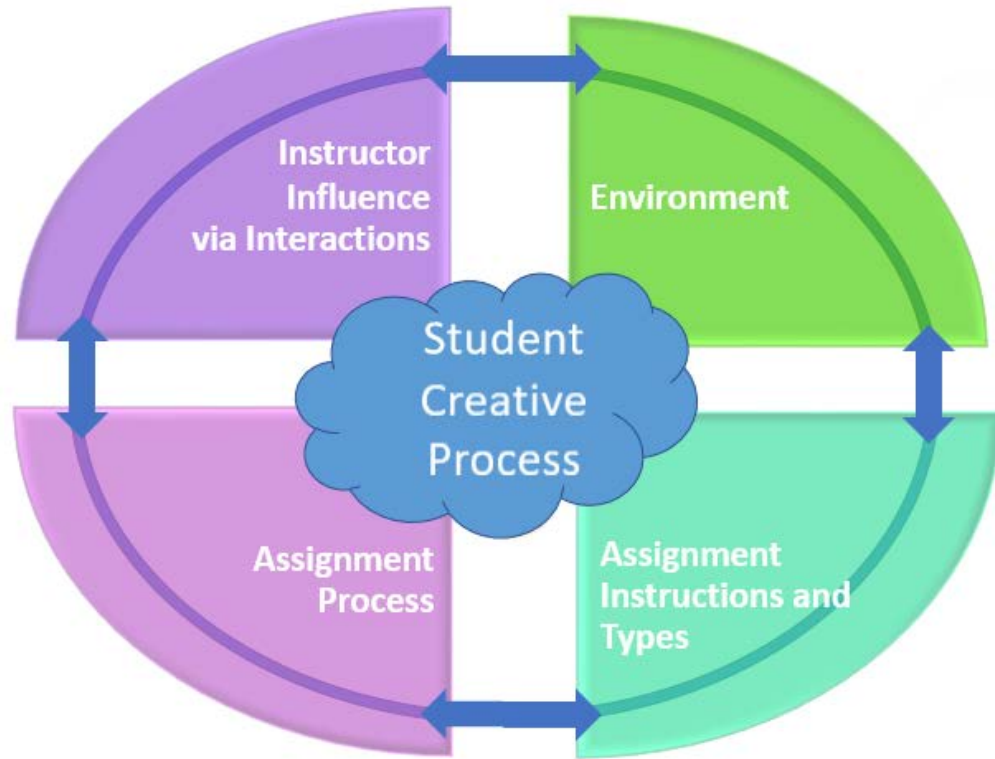 Instructor
Influence
via Interactions
Environment
Student
Creative
Process
Assignment
Process
Assignment
Instructions and
Types